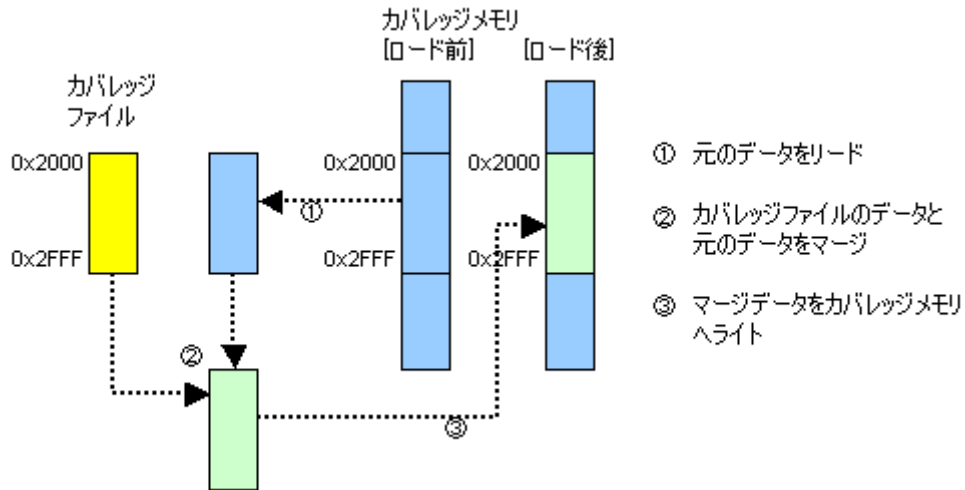 カバレッジメモリ
[ロード前]
[ロード後]
カバレッジ
ファイル
0x2000
0x2000
0x2000
0x2FFF
0x2FFF
0x2FFF
①
②
③
① 元のデータをリード
② カバレッジファイルのデータと
元のデータをマージ
③ マージデータをカバレッジメモリ
へライト